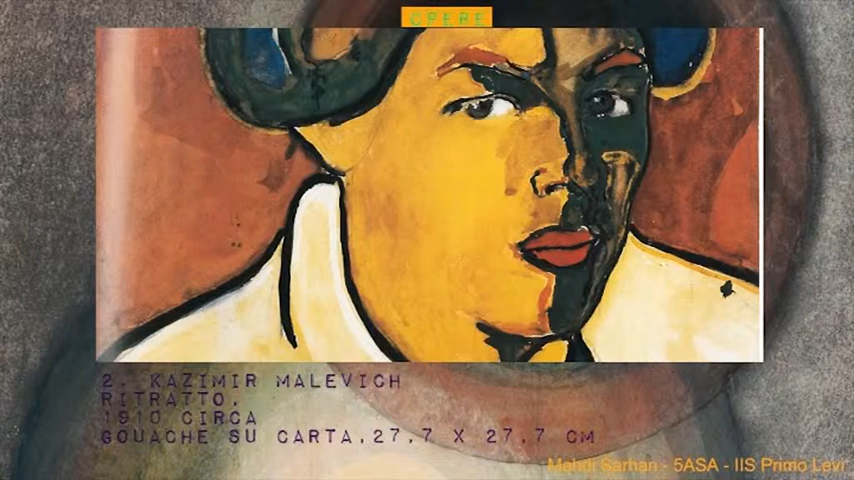 OPERE
2. KAZIMIR MALEVICH
RITRATTO.
1910 CIRCA
GOUACHE SU CARTA,27.7 X 27.7 CM
Mehdi Sarhan - 5ASA - IIS Primo Levi